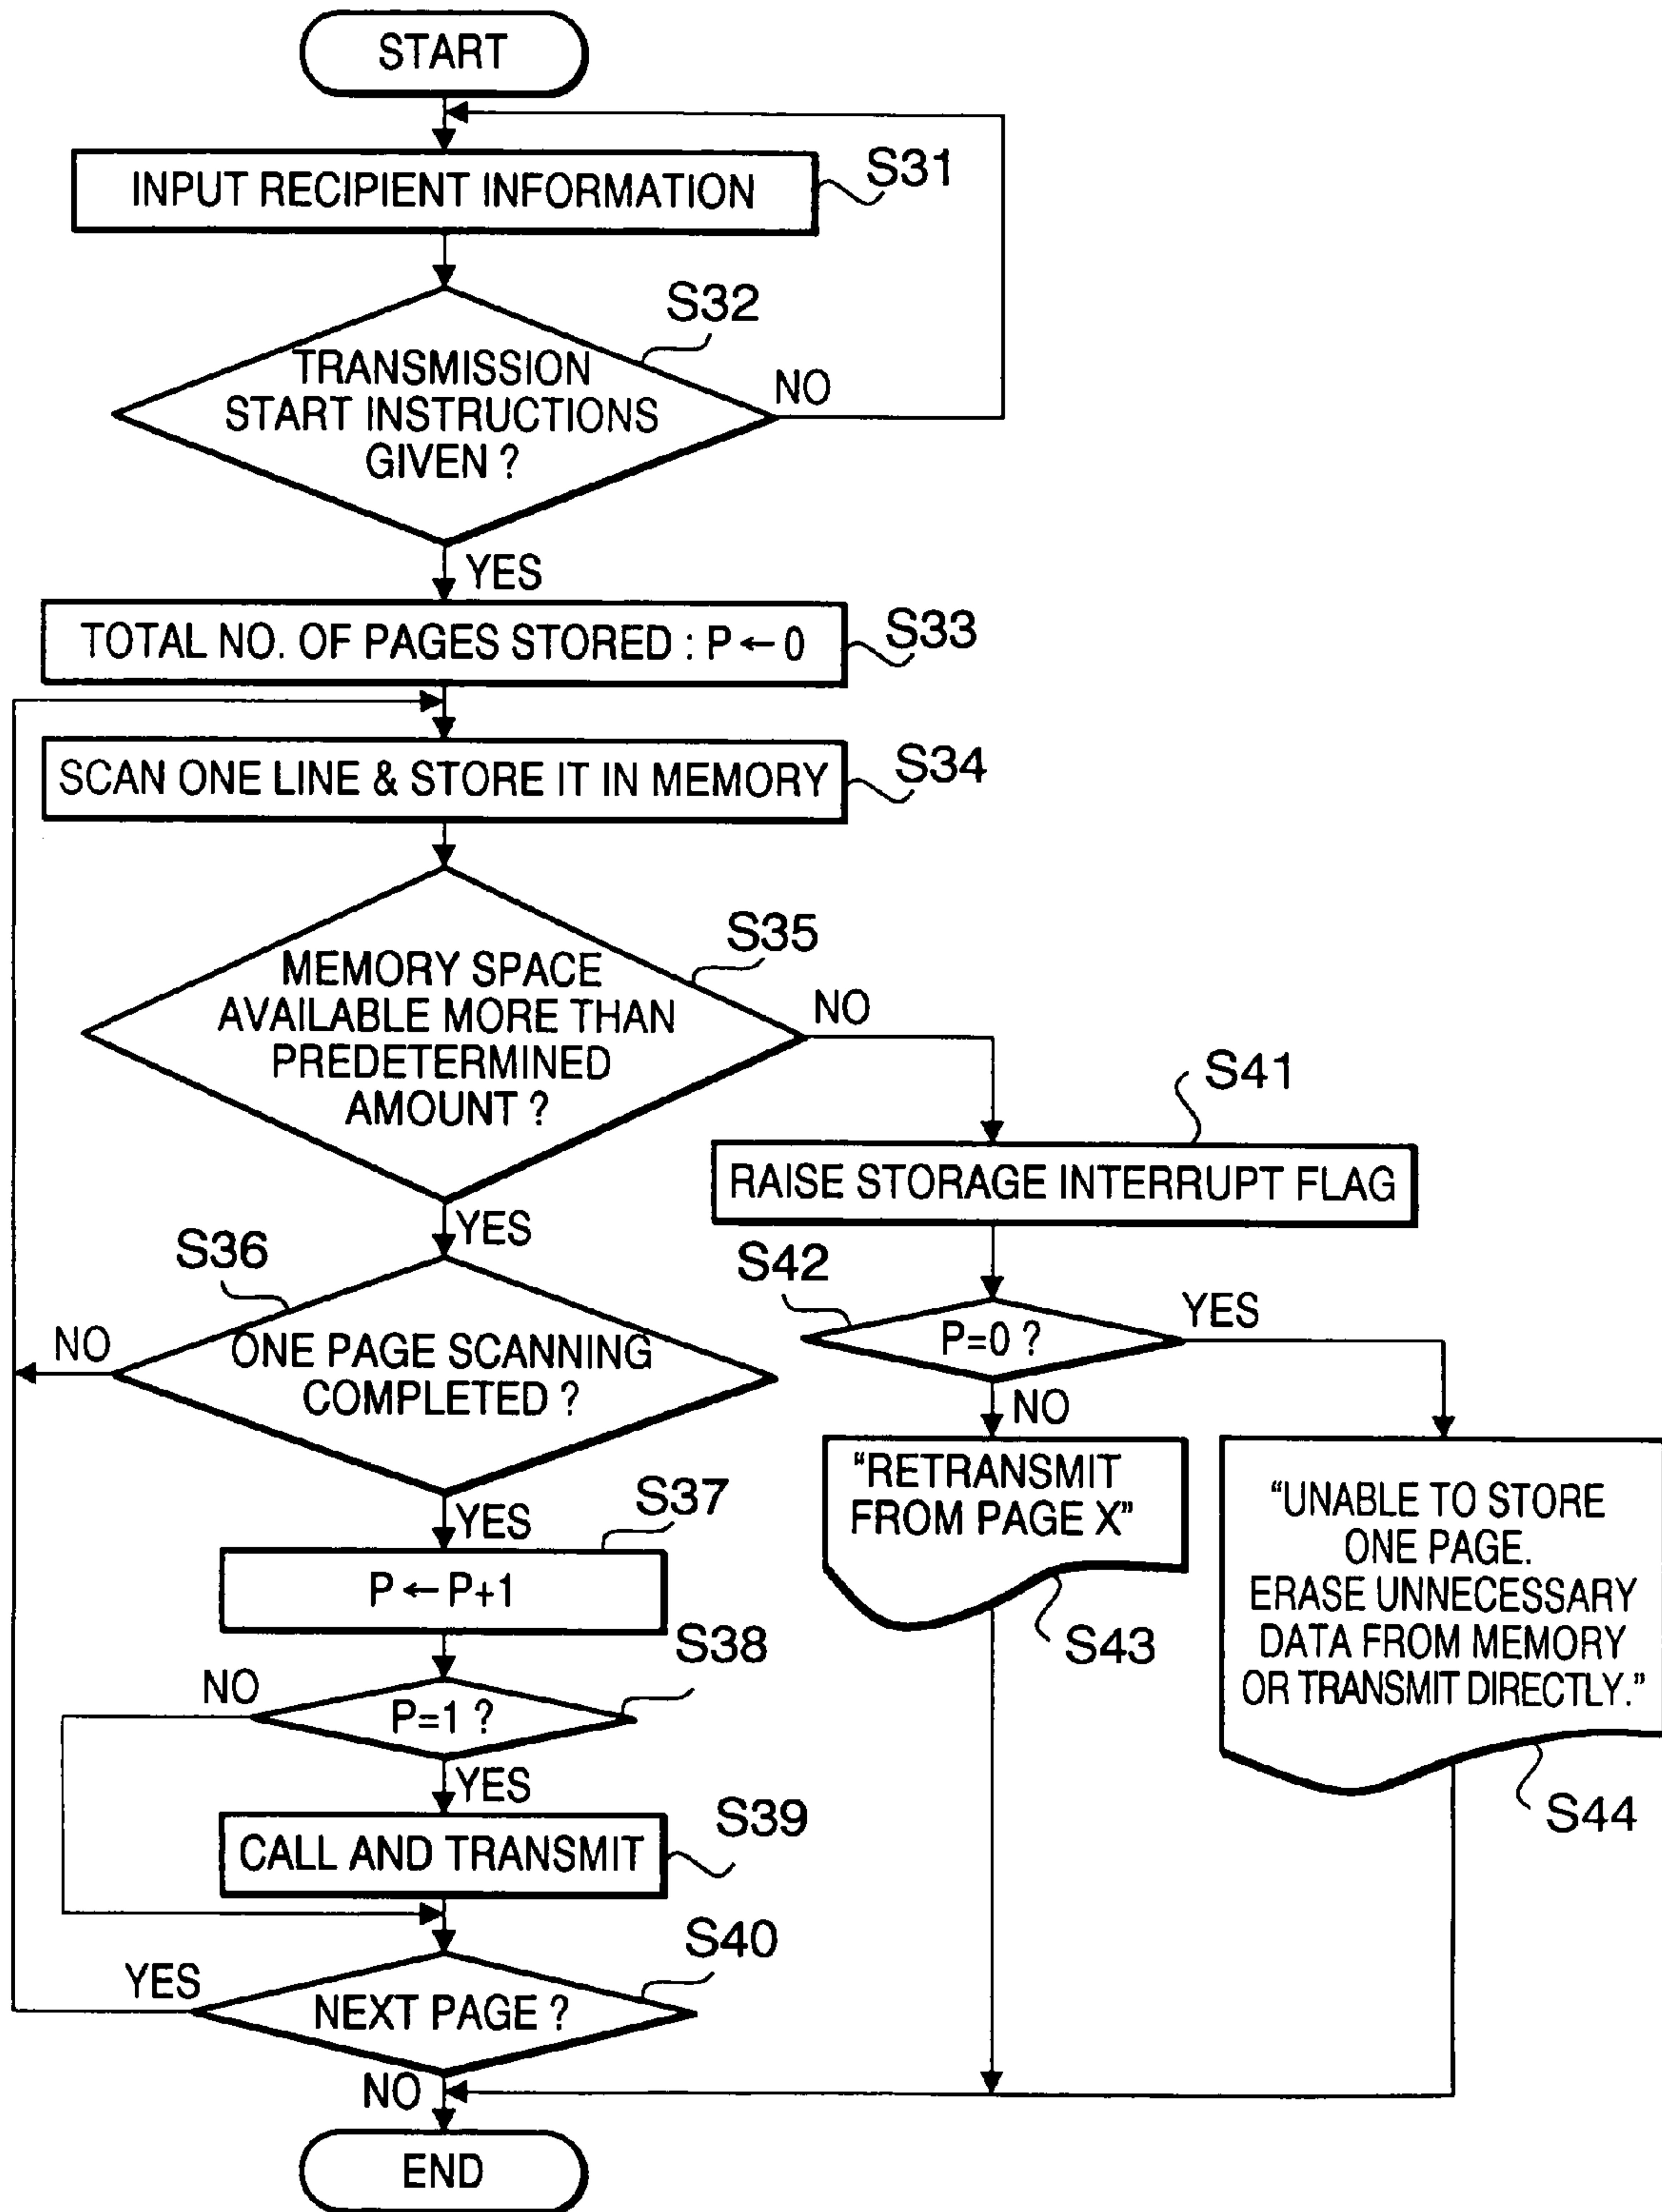 START
INPUT RECIPIENT INFORMATION
S31
S32
TRANSMISSION
START INSTRUCTIONS
GIVEN ?
NO
YES
TOTAL NO. OF PAGES STORED : P ← 0
S33
SCAN ONE LINE & STORE IT IN MEMORY
S34
S35
MEMORY SPACE
AVAILABLE MORE THAN
PREDETERMINED
AMOUNT ?
NO
YES
S41
RAISE STORAGE INTERRUPT FLAG
S36
ONE PAGE SCANNING
COMPLETED ?
NO
YES
S42
P=0 ?
YES
NO
S37
P ← P+1
"RETRANSMIT
FROM PAGE X"
S43
"UNABLE TO STORE
ONE PAGE.
ERASE UNNECESSARY
DATA FROM MEMORY
OR TRANSMIT DIRECTLY."
S44
S38
NO
P=1 ?
YES
S39
CALL AND TRANSMIT
S40
YES
NEXT PAGE ?
NO
END